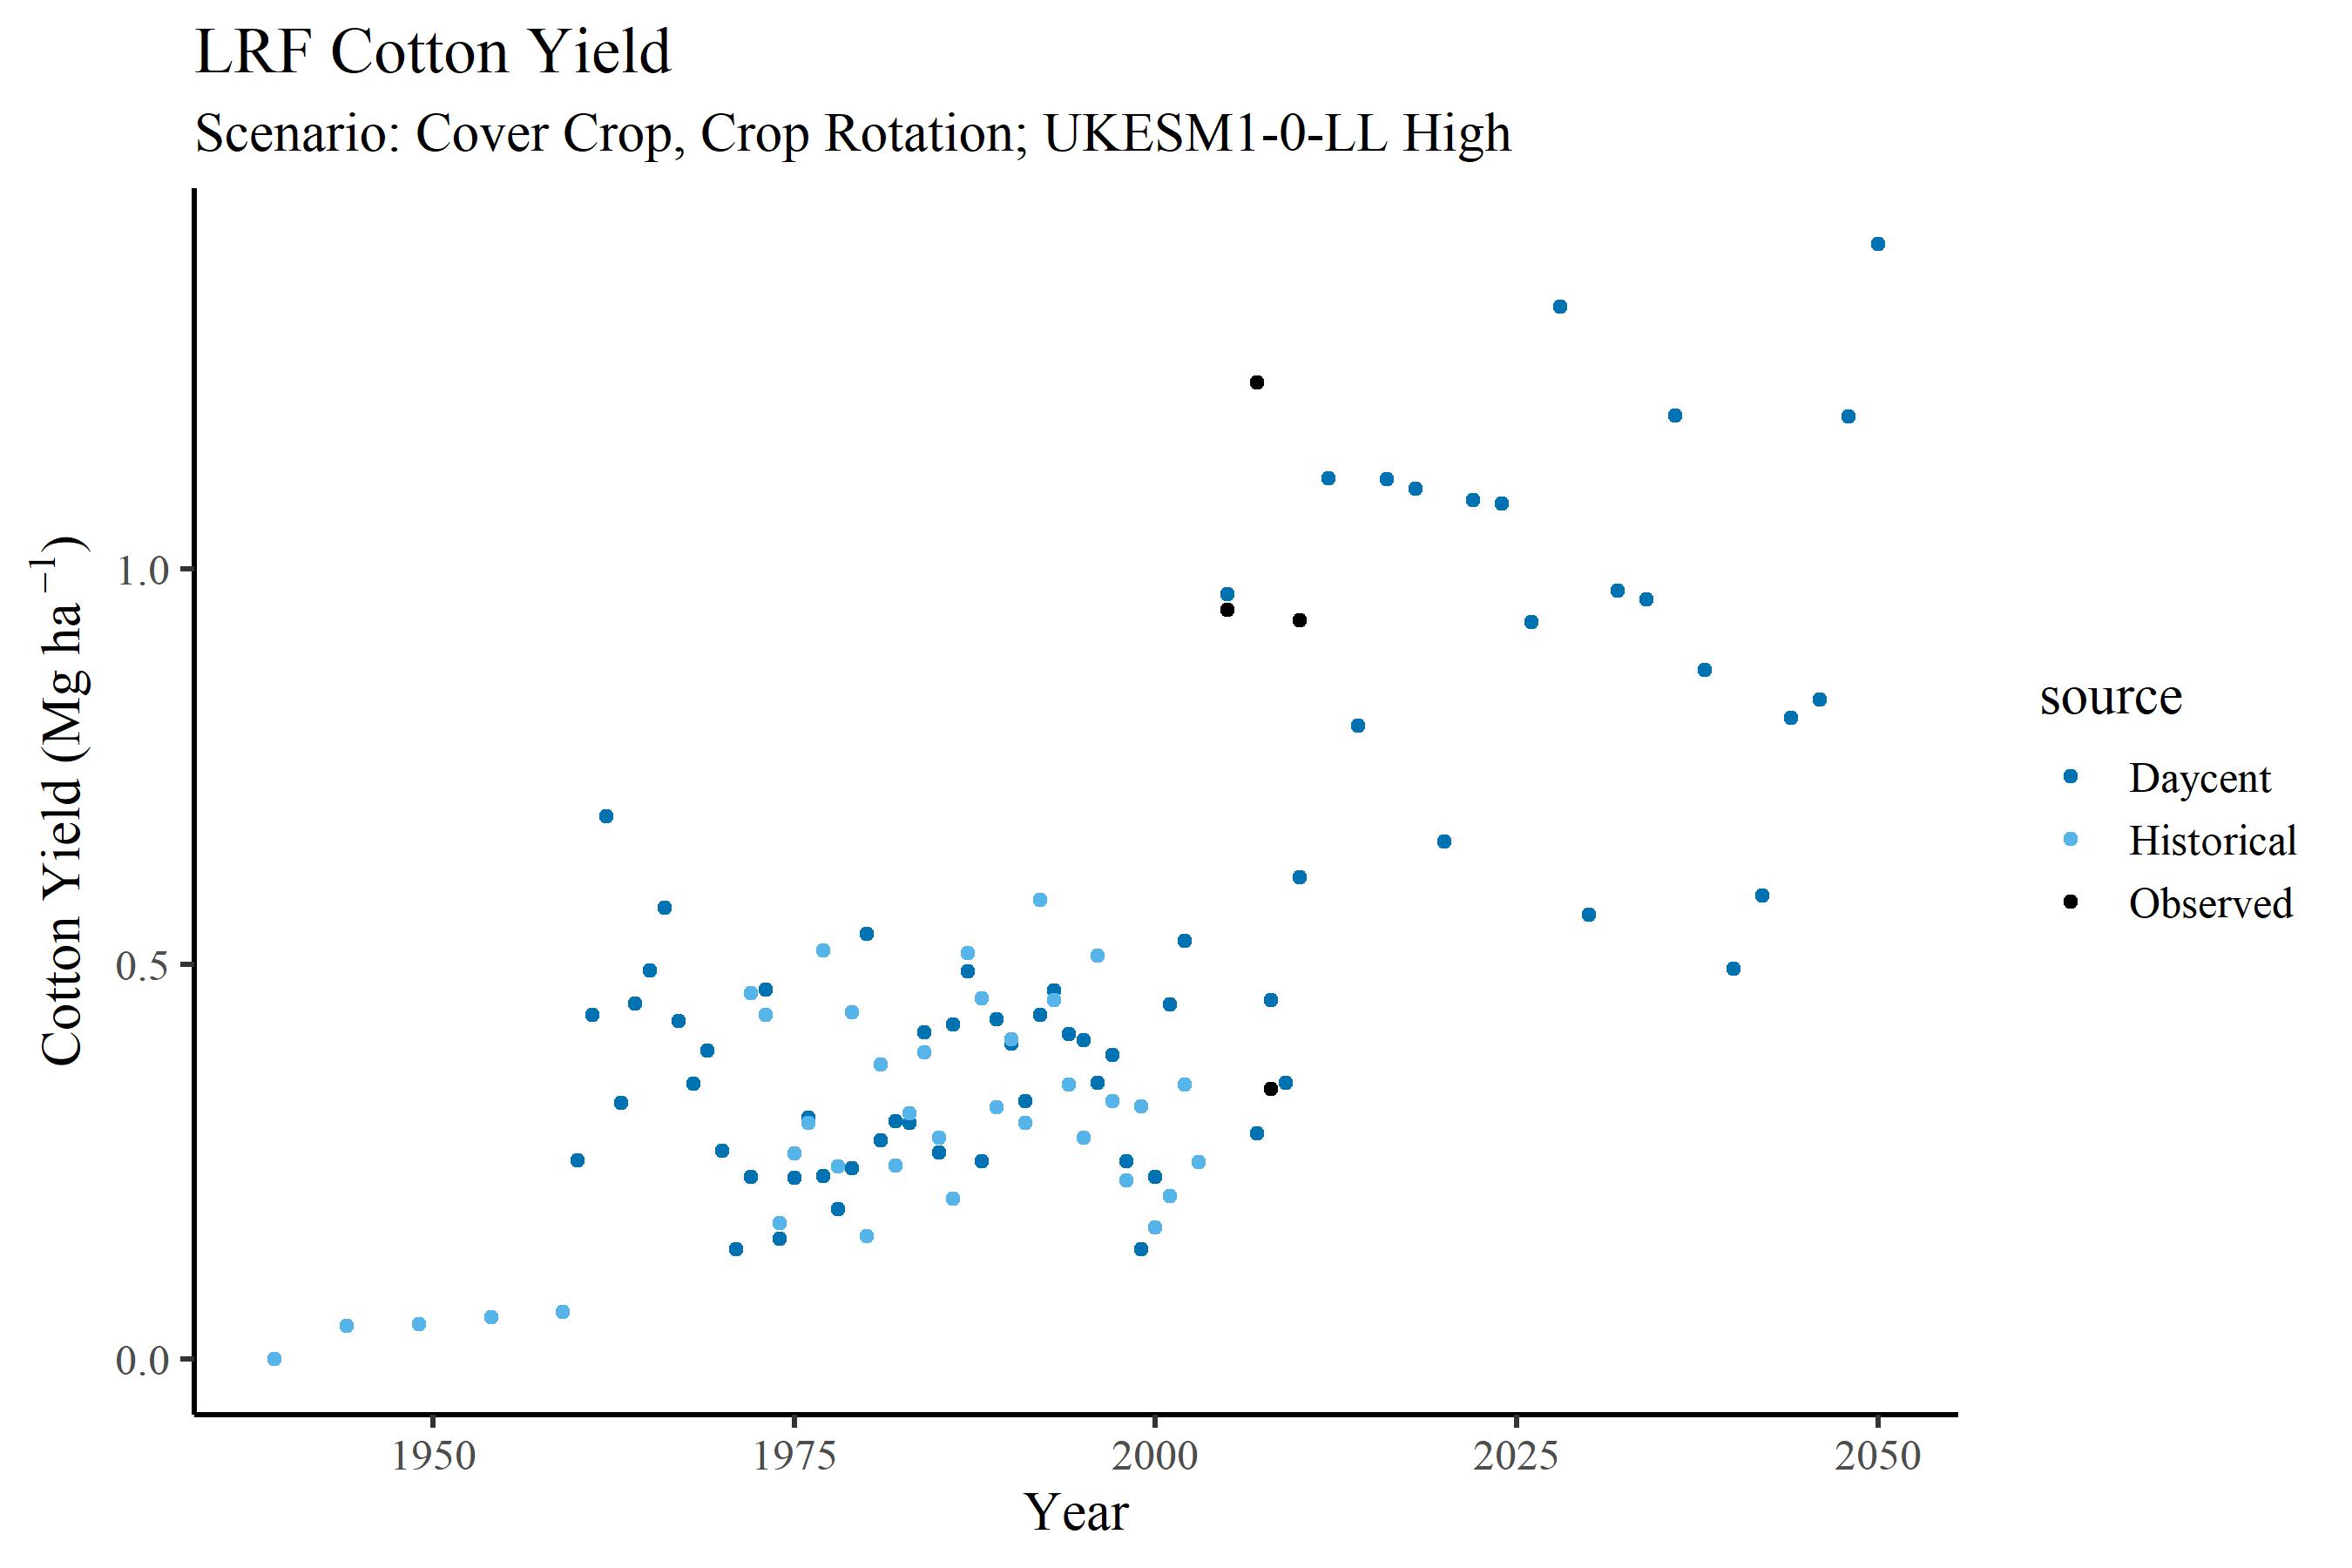 LRF Cotton Yield
Scenario: Cover Crop, Crop Rotation; UKESM1-0-LL High
Cotton Yield (Mg ha⁻¹)
1.0
0.5
0.0
1950 1975 2000 2025 2050
Year
source
Daycent
Historical
Observed